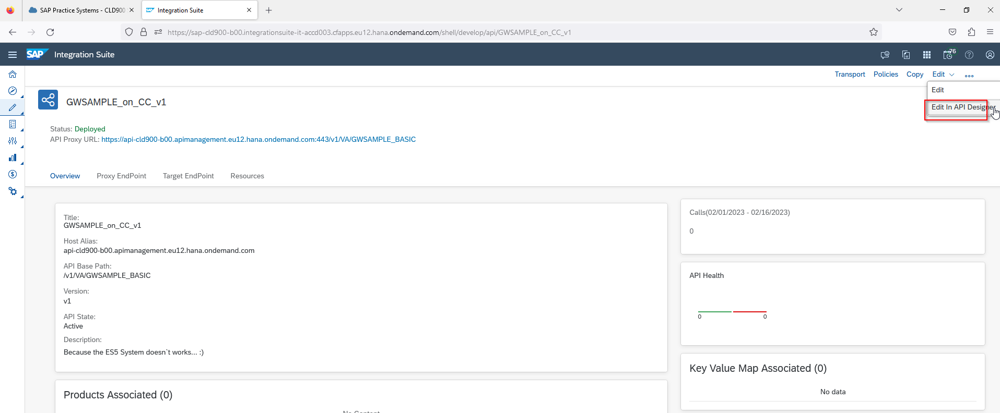 SAP Practice Systems - CLD900
Integration Suite
https://sap-cld900-b00.integrationsuite-it-accd003.cfapps.eu12.hana.ondemand.com/shell/develop/api/GWSAMPLE_on_CC_v1
SAP Integration Suite
76
Transport Policies Copy Edit
Edit
Edit In API Designer
GWSAMPLE_on_CC_v1
Status: Deployed
API Proxy URL: https://api-cld900-b00.apimanagement.eu12.hana.ondemand.com:443/v1/VA/GWSAMPLE_BASIC
Overview Proxy EndPoint Target EndPoint Resources
Title:
GWSAMPLE_on_CC_v1
Host Alias:
api-cld900-b00.apimanagement.eu12.hana.ondemand.com
API Base Path:
/v1/VA/GWSAMPLE_BASIC
Version:
v1
API State:
Active
Description:
Because the ES5 System doesn`t works... :)
Products Associated (0)
No Content
Calls(02/01/2023 - 02/16/2023)
0
API Health
0 0
Key Value Map Associated (0)
No data